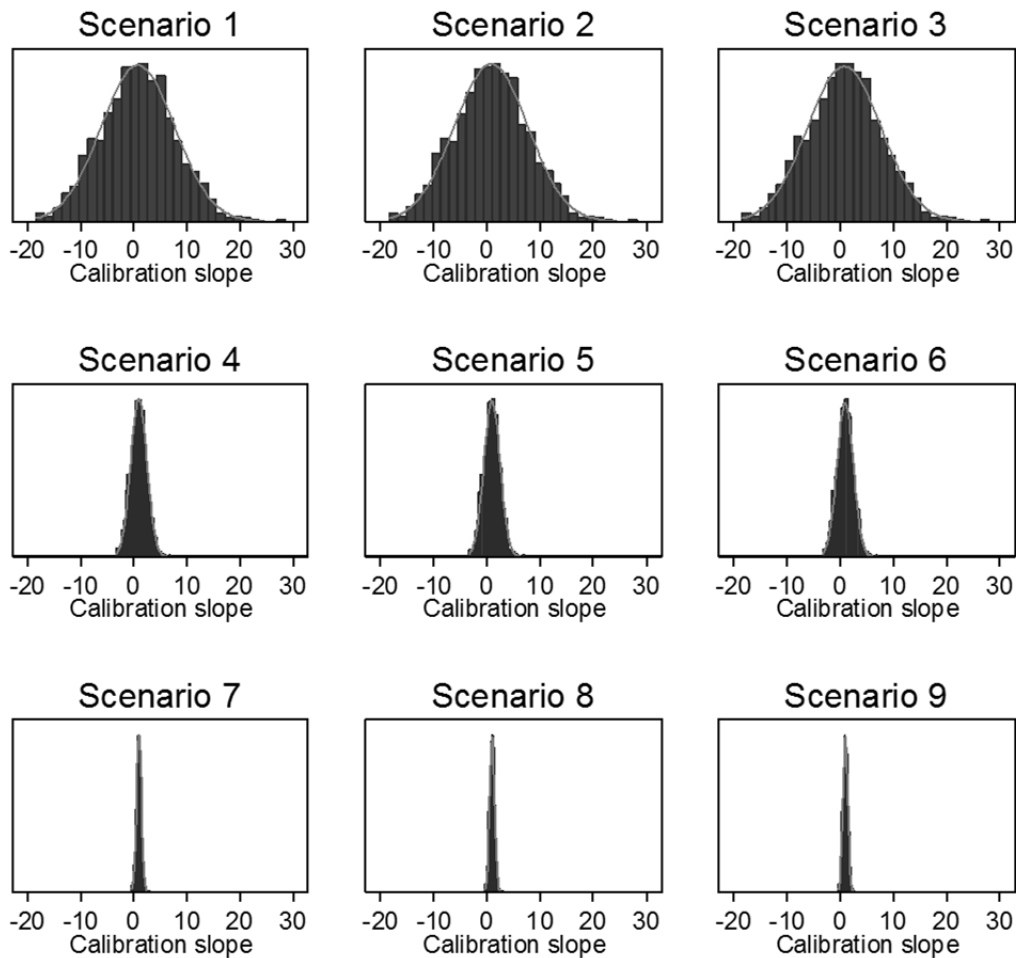 Scenario 1 Scenario 2 Scenario 3
-20 -10 0 10 20 30 -20 -10 0 10 20 30 -20 -10 0 10 20 30
Calibration slope Calibration slope Calibration slope
Scenario 4 Scenario 5 Scenario 6
-20 -10 0 10 20 30 -20 -10 0 10 20 30 -20 -10 0 10 20 30
Calibration slope Calibration slope Calibration slope
Scenario 7 Scenario 8 Scenario 9
-20 -10 0 10 20 30 -20 -10 0 10 20 30 -20 -10 0 10 20 30
Calibration slope Calibration slope Calibration slope